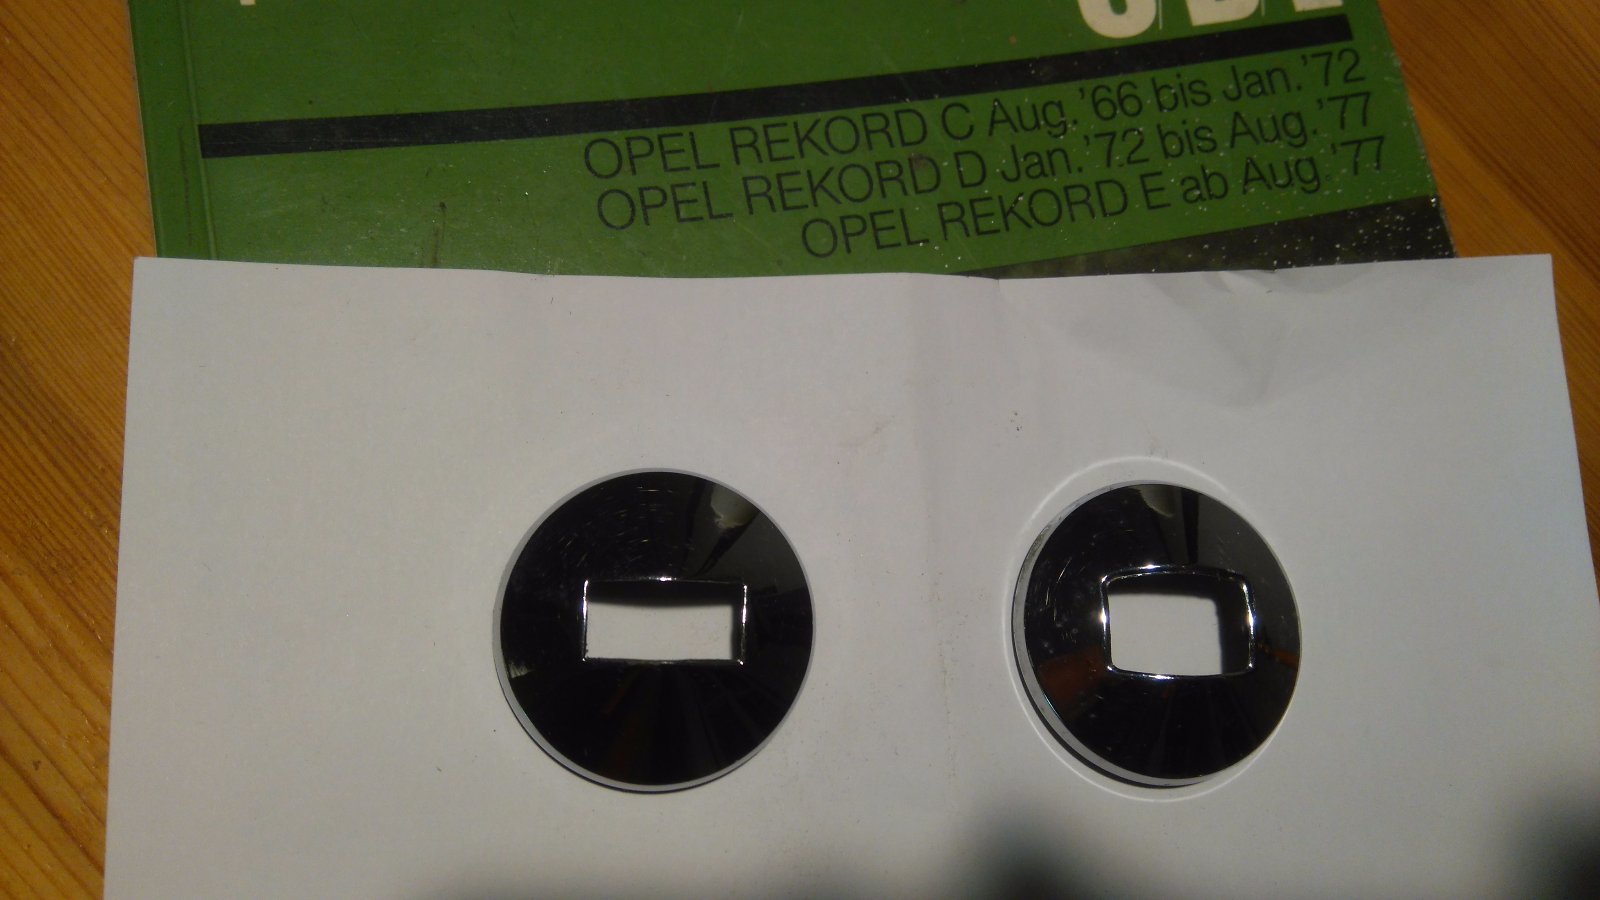 OPEL REKORD C Aug. '66 bis Jan. '72
OPEL REKORD D Jan. '72 bis Aug. '77
OPEL REKORD E ab Aug. '77